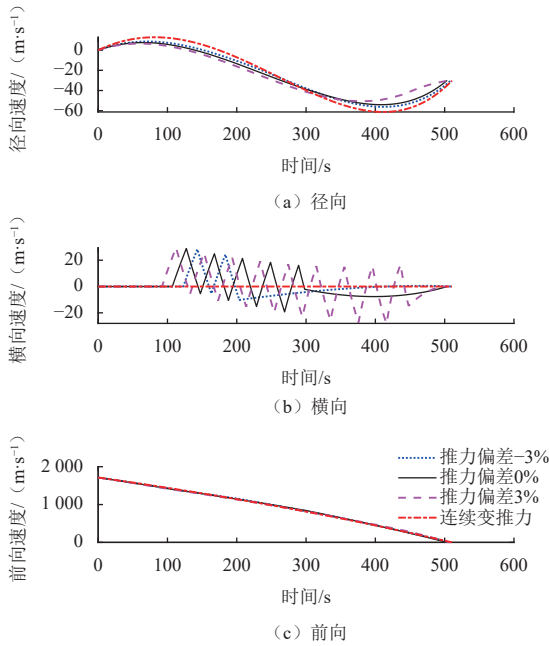 径向速度/（m·s⁻¹）
0
−20
−40
−60
0 100 200 300 400 500 600
时间/s
（a）径向
横向速度/（m·s⁻¹）
20
0
−20
0 100 200 300 400 500 600
时间/s
（b）横向
前向速度/（m·s⁻¹）
2 000
1 000
0
推力偏差−3%
推力偏差0%
推力偏差3%
连续变推力
0 100 200 300 400 500 600
时间/s
（c）前向